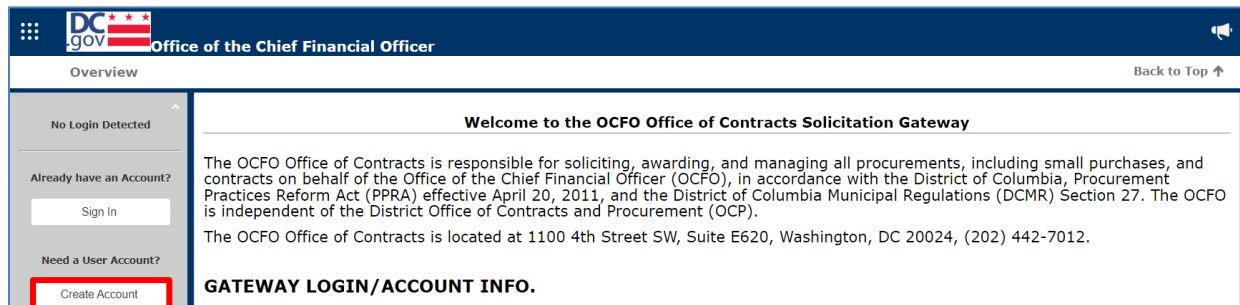 DC
.gov
Office of the Chief Financial Officer
Overview
Back to Top ↑
No Login Detected
Already have an Account?
Sign In
Need a User Account?
Create Account
Welcome to the OCFO Office of Contracts Solicitation Gateway
The OCFO Office of Contracts is responsible for soliciting, awarding, and managing all procurements, including small purchases, and
contracts on behalf of the Office of the Chief Financial Officer (OCFO), in accordance with the District of Columbia, Procurement
Practices Reform Act (PPRA) effective April 20, 2011, and the District of Columbia Municipal Regulations (DCMR) Section 27. The OCFO
is independent of the District Office of Contracts and Procurement (OCP).
The OCFO Office of Contracts is located at 1100 4th Street SW, Suite E620, Washington, DC 20024, (202) 442-7012.
GATEWAY LOGIN/ACCOUNT INFO.